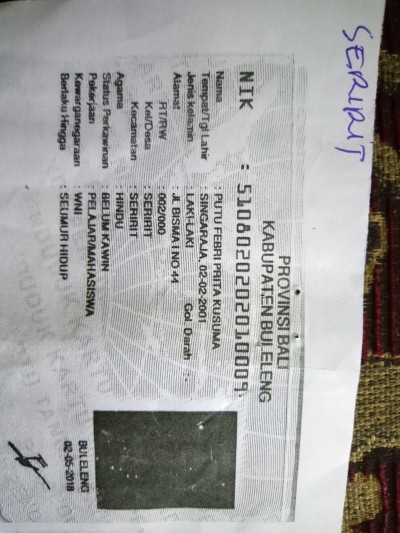 SERIRIT
PROVINSI BALI
KABUPATEN BULELENG
NIK : 5108020202010009
Nama : PUTU FEBRI PRITA KUSUMA
Tempat/Tgl Lahir : SINGARAJA, 02-02-2001
Jenis kelamin : LAKI-LAKI Gol. Darah : -
Alamat : JL BISMA I NO 44
RT/RW : 002/000
Kel/Desa : SERIRIT
Kecamatan : SERIRIT
Agama : HINDU
Status Perkawinan : BELUM KAWIN
Pekerjaan : PELAJAR/MAHASISWA
Kewarganegaraan : WNI
Berlaku Hingga : SEUMUR HIDUP
BULELENG
02-05-2018